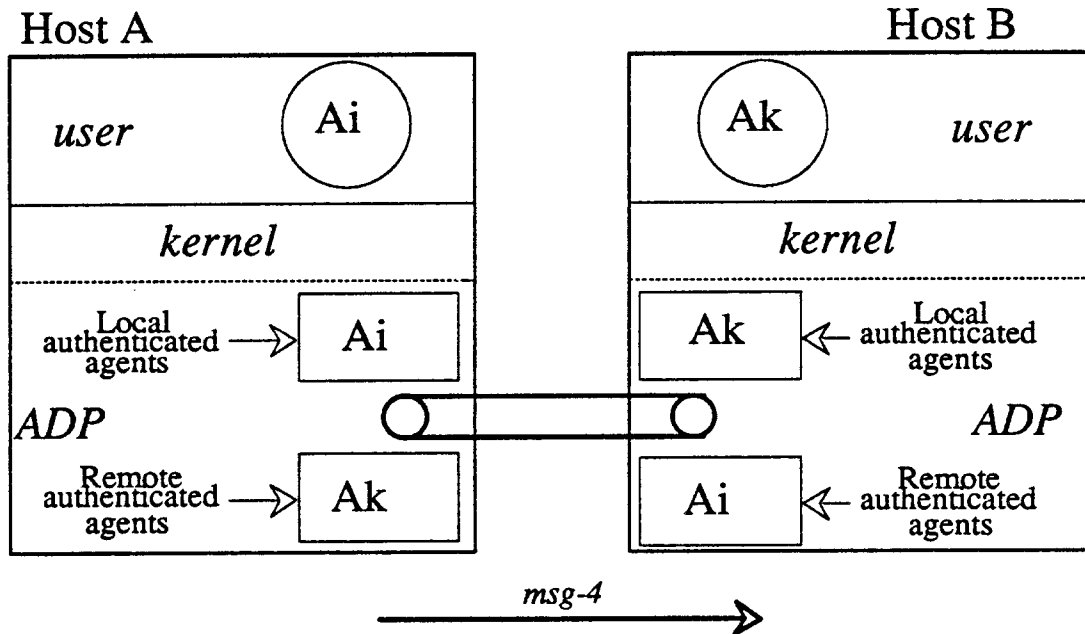 Host A
Host B
Ai
Ak
user
user
kernel
kernel
Local
authenticated
agents
Ai
Ak
Local
authenticated
agents
ADP
ADP
Remote
authenticated
agents
Ak
Ai
Remote
authenticated
agents
msg-4